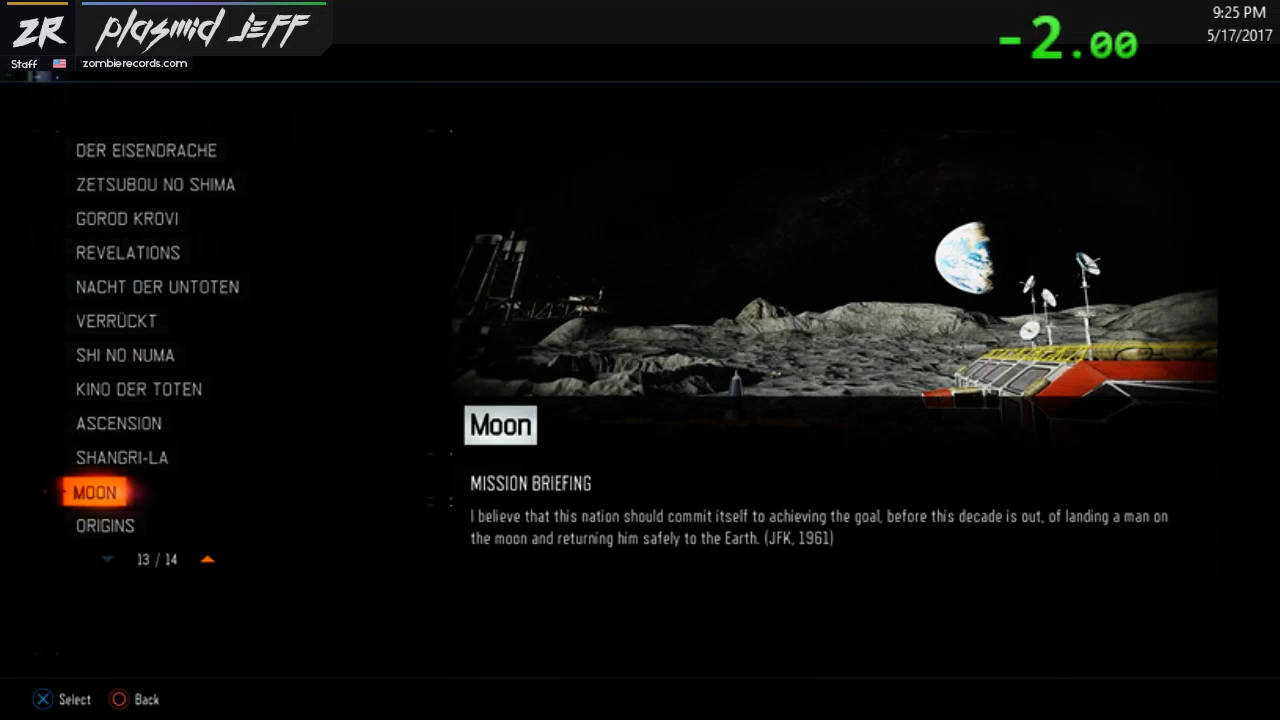 ZR
plasmid JEFF
Staff
zombierecords.com
-2.00
9:25 PM
5/17/2017
DER EISENDRACHE
ZETSUBOU NO SHIMA
GOROD KROVI
REVELATIONS
NACHT DER UNTOTEN
VERRÜCKT
SHI NO NUMA
KINO DER TOTEN
ASCENSION
SHANGRI-LA
MOON
ORIGINS
13 / 14
Moon
MISSION BRIEFING
I believe that this nation should commit itself to achieving the goal, before this decade is out, of landing a man on
the moon and returning him safely to the Earth. (JFK, 1961)
Select
Back